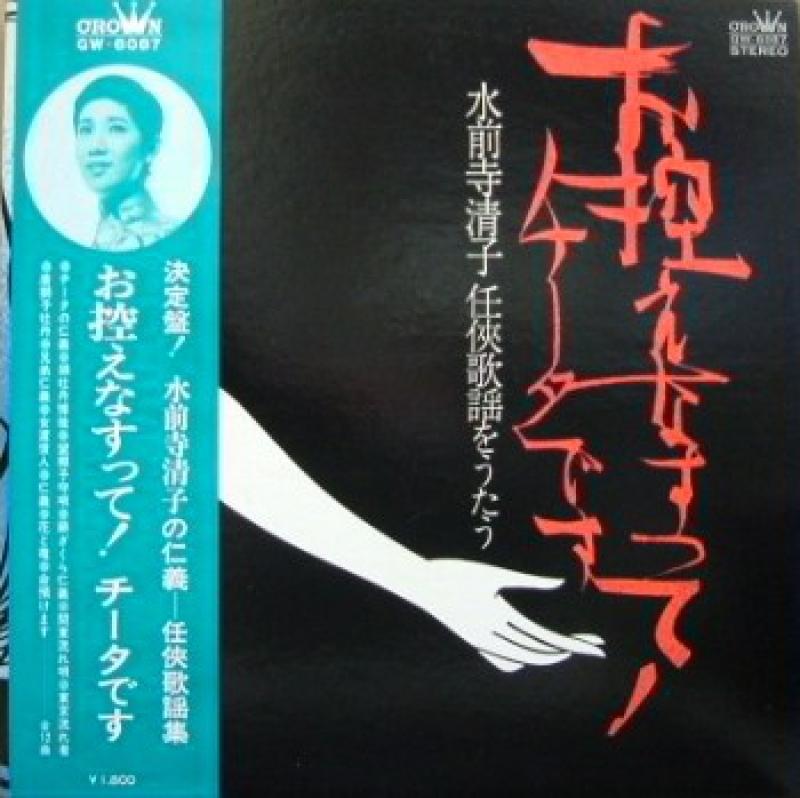 CROWN
GW-6087
決定盤! 水前寺清子の仁義―任侠歌謡集
お控えなすって! チータです
¥1,800
CROWN
GW-6087
STEREO
お控えなすって!
チータです
水前寺清子 任侠歌謡をうたう